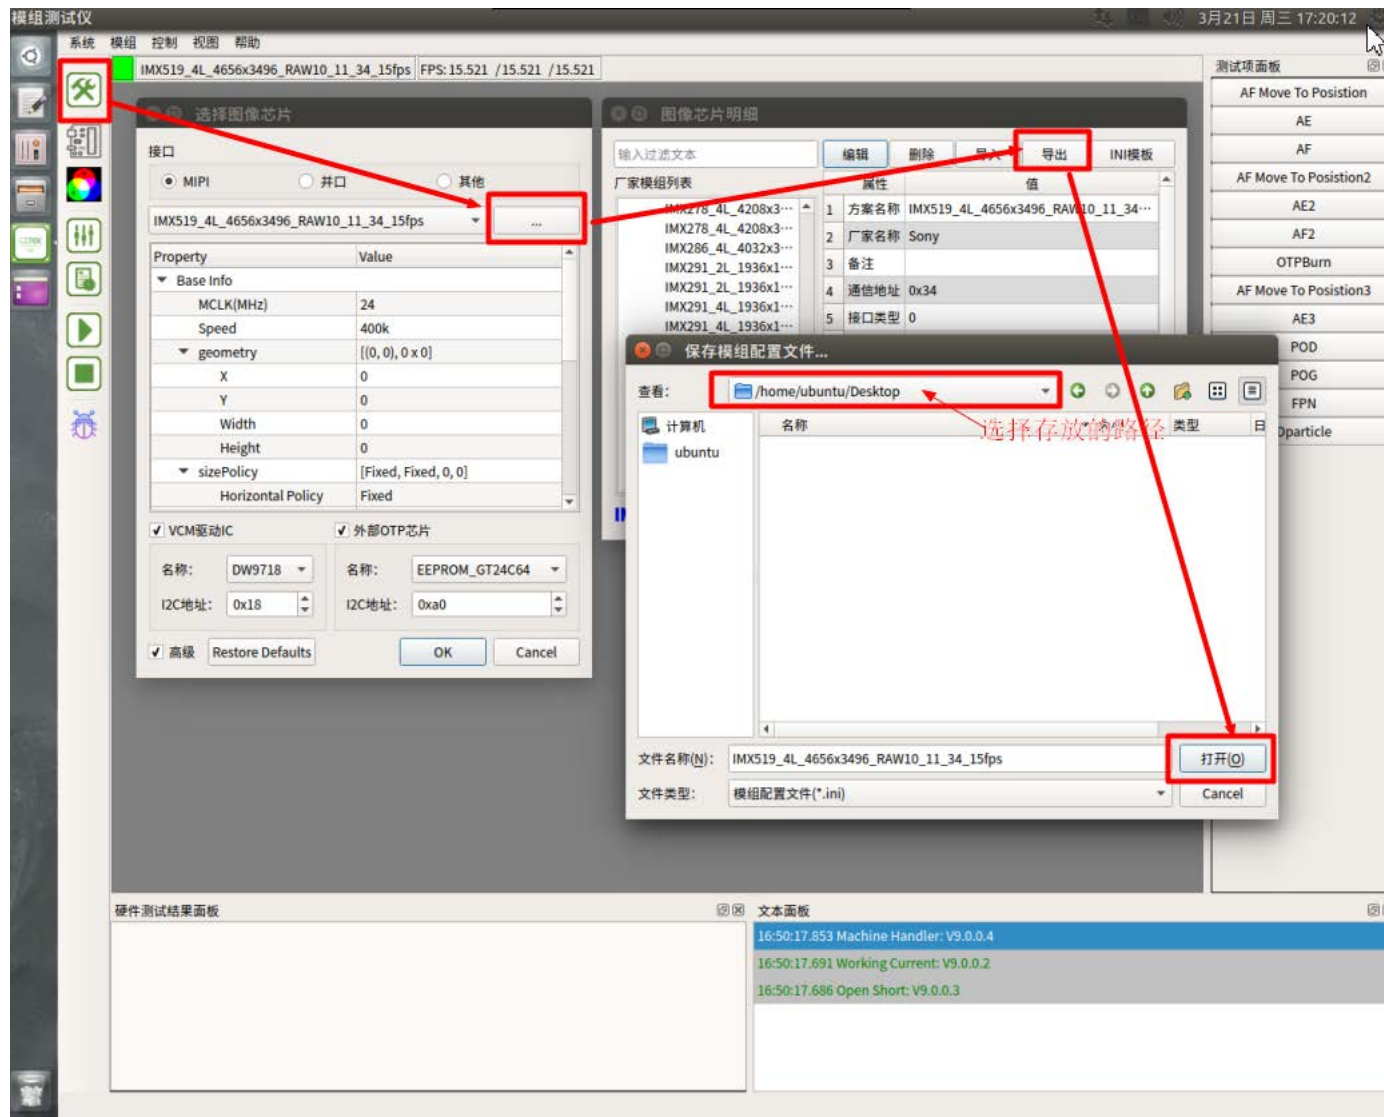 模组测试仪
3月21日 周三 17:20:12
系统 模组 控制 视图 帮助
IMX519_4L_4656x3496_RAW10_11_34_15fps FPS: 15.521 /15.521 /15.521
选择图像芯片
接口
MIPI 并口 其他
IMX519_4L_4656x3496_RAW10_11_34_15fps ...
Property Value
Base Info
MCLK(MHz) 24
Speed 400k
geometry [(0, 0), 0 x 0]
X 0
Y 0
Width 0
Height 0
sizePolicy [Fixed, Fixed, 0, 0]
Horizontal Policy Fixed
VCM驱动IC 外部OTP芯片
名称: DW9718 名称: EEPROM_GT24C64
I2C地址: 0x18 I2C地址: 0xa0
高级 Restore Defaults OK Cancel
图像芯片明细
输入过滤文本 编辑 删除 导入 导出 INI模板
厂家模组列表
IMX278_4L_4208x3···
IMX278_4L_4208x3···
IMX286_4L_4032x3···
IMX291_2L_1936x1···
IMX291_2L_1936x1···
IMX291_4L_1936x1···
IMX291_4L_1936x1···
属性 值
1 方案名称 IMX519_4L_4656x3496_RAW10_11_34···
2 厂家名称 Sony
3 备注
4 通信地址 0x34
5 接口类型 0
保存模组配置文件...
查看: /home/ubuntu/Desktop
计算机
ubuntu
名称 类型
选择存放的路径
文件名称(N): IMX519_4L_4656x3496_RAW10_11_34_15fps 打开(O)
文件类型: 模组配置文件(*.ini) Cancel
测试项面板
AF Move To Posistion
AE
AF
AF Move To Posistion2
AE2
AF2
OTPBurn
AF Move To Posistion3
AE3
POD
POG
FPN
Dparticle
硬件测试结果面板
文本面板
16:50:17.853 Machine Handler: V9.0.0.4
16:50:17.691 Working Current: V9.0.0.2
16:50:17.686 Open Short: V9.0.0.3